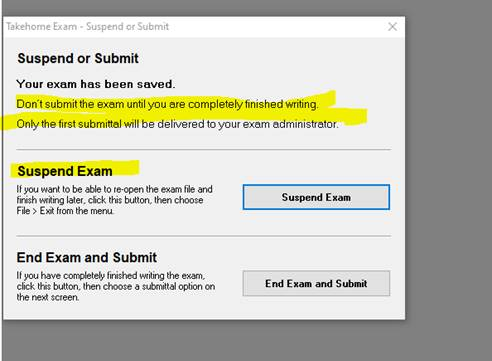 Takehome Exam - Suspend or Submit
Suspend or Submit
Your exam has been saved.
Don't submit the exam until you are completely finished writing.
Only the first submittal will be delivered to your exam administrator.
Suspend Exam
If you want to be able to re-open the exam file and
finish writing later, click this button, then choose
File > Exit from the menu.
Suspend Exam
End Exam and Submit
If you have completely finished writing the exam,
click this button, then choose a submittal option on
the next screen.
End Exam and Submit